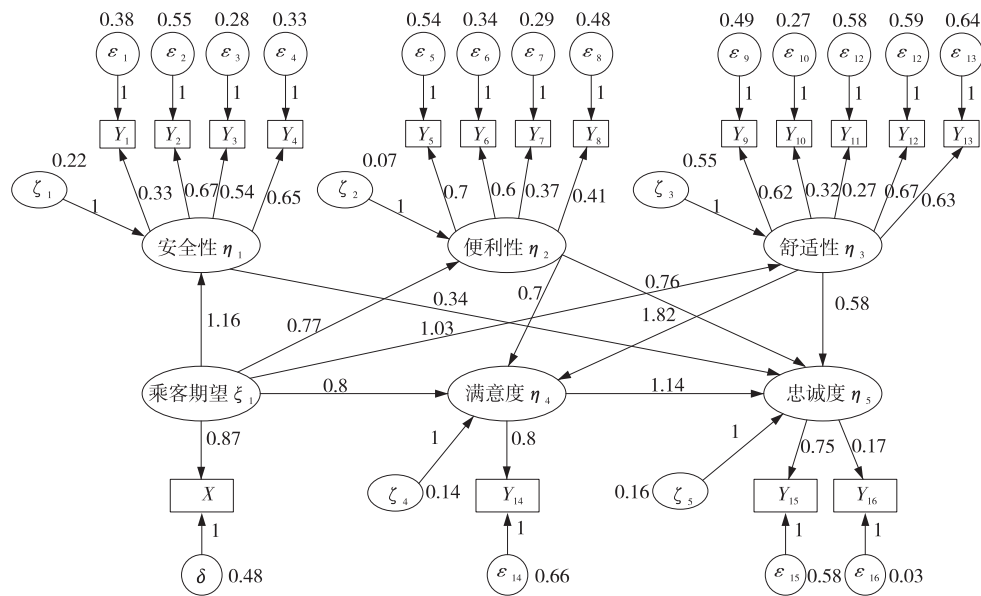 0.38 0.55 0.28 0.33 0.54 0.34 0.29 0.48 0.49 0.27 0.58 0.59 0.64
ε₁ ε₂ ε₃ ε₄ ε₅ ε₆ ε₇ ε₈ ε₉ ε₁₀ ε₁₂ ε₁₂ ε₁₃
1 1 1 1 1 1 1 1 1 1 1 1 1
Y₁ Y₂ Y₃ Y₄ Y₅ Y₆ Y₇ Y₈ Y₉ Y₁₀ Y₁₁ Y₁₂ Y₁₃
0.22 0.07 0.55
ζ₁ 0.33 0.67 0.54 0.65 ζ₂ 0.7 0.6 0.37 0.41 ζ₃ 0.62 0.32 0.27 0.67 0.63
1 1 1
安全性 η₁ 便利性 η₂ 舒适性 η₃
0.34 0.7 0.76
1.16 0.77 1.03 1.82 0.58
乘客期望 ξ₁ 0.8 满意度 η₄ 1.14 忠诚度 η₅
0.87 1 0.8 1 0.75 0.17
X ζ₄ 0.14 Y₁₄ 0.16 ζ₅ Y₁₅ Y₁₆
1 1 1 1
δ 0.48 ε₁₄ 0.66 ε₁₅ 0.58 ε₁₆ 0.03